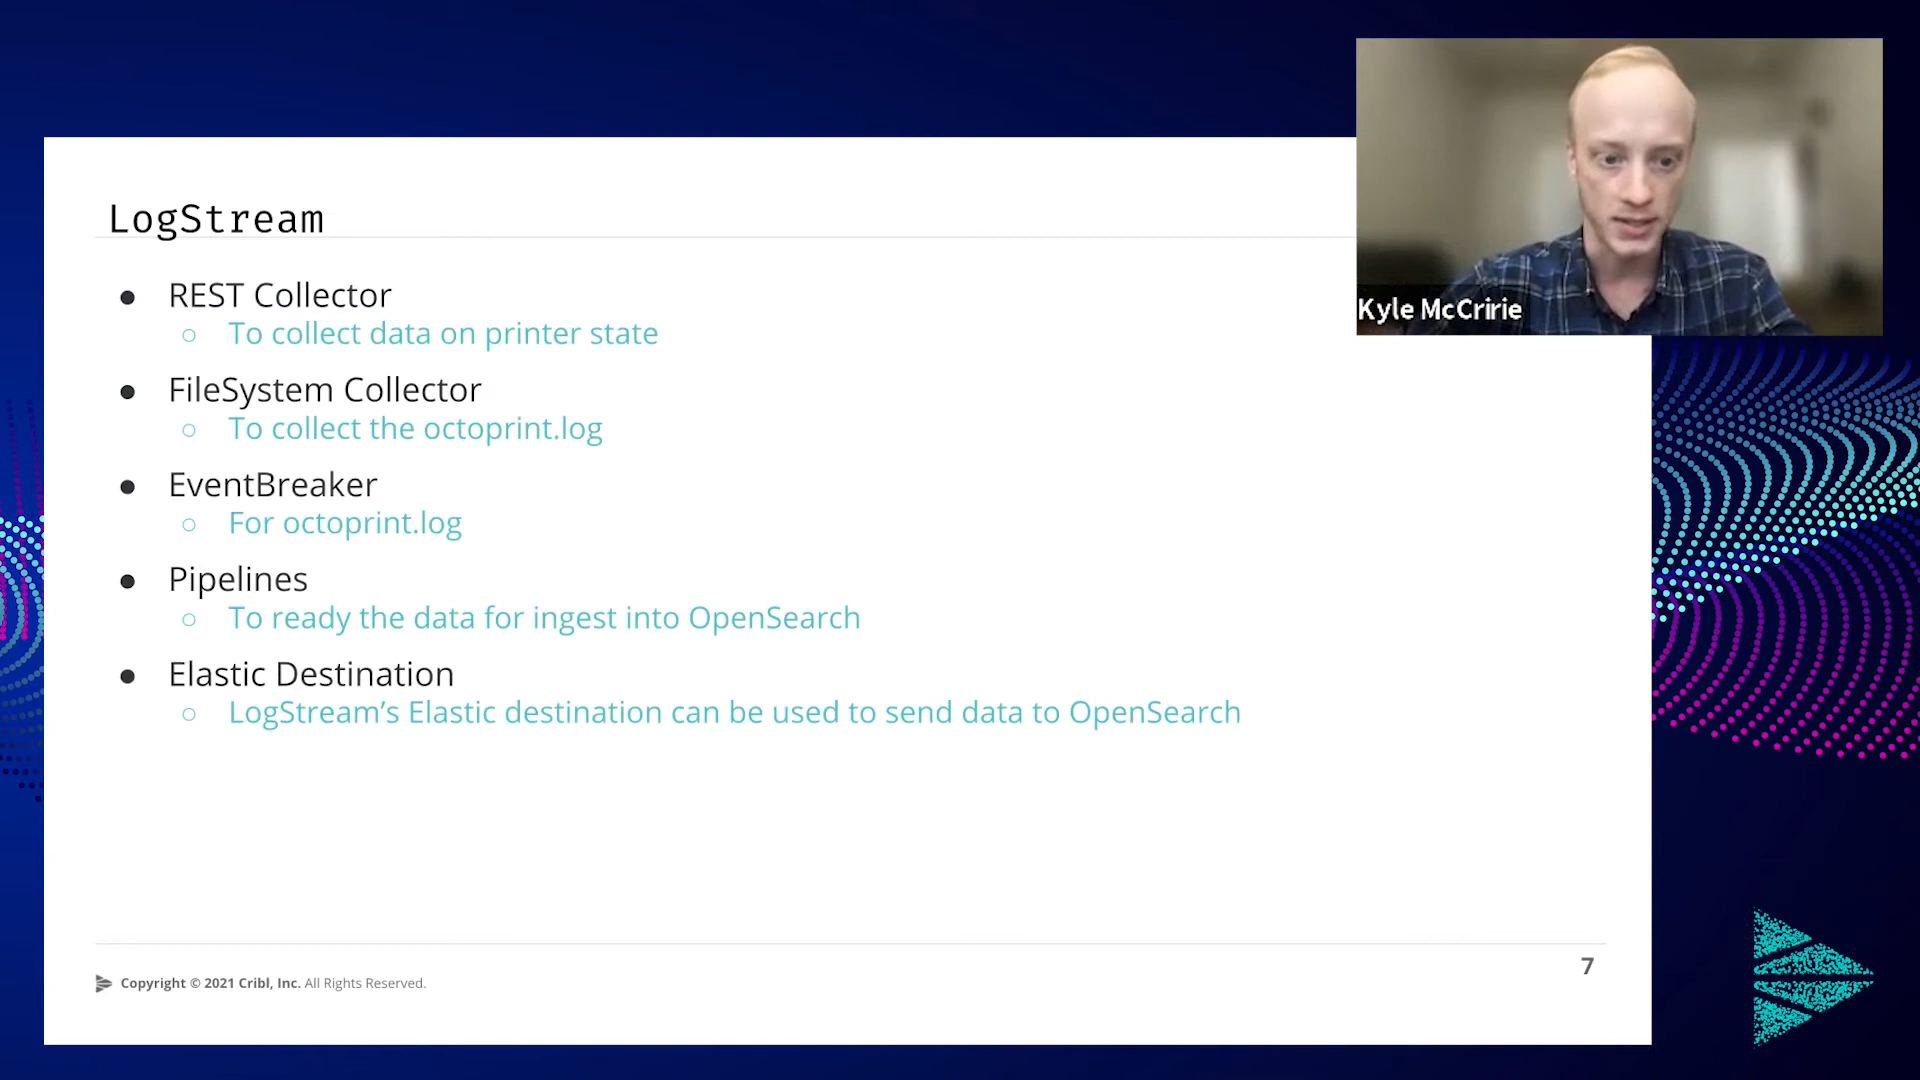 LogStream
● REST Collector
○ To collect data on printer state
● FileSystem Collector
○ To collect the octoprint.log
● EventBreaker
○ For octoprint.log
● Pipelines
○ To ready the data for ingest into OpenSearch
● Elastic Destination
○ LogStream’s Elastic destination can be used to send data to OpenSearch
Kyle McCririe
7
Copyright © 2021 Cribl, Inc. All Rights Reserved.